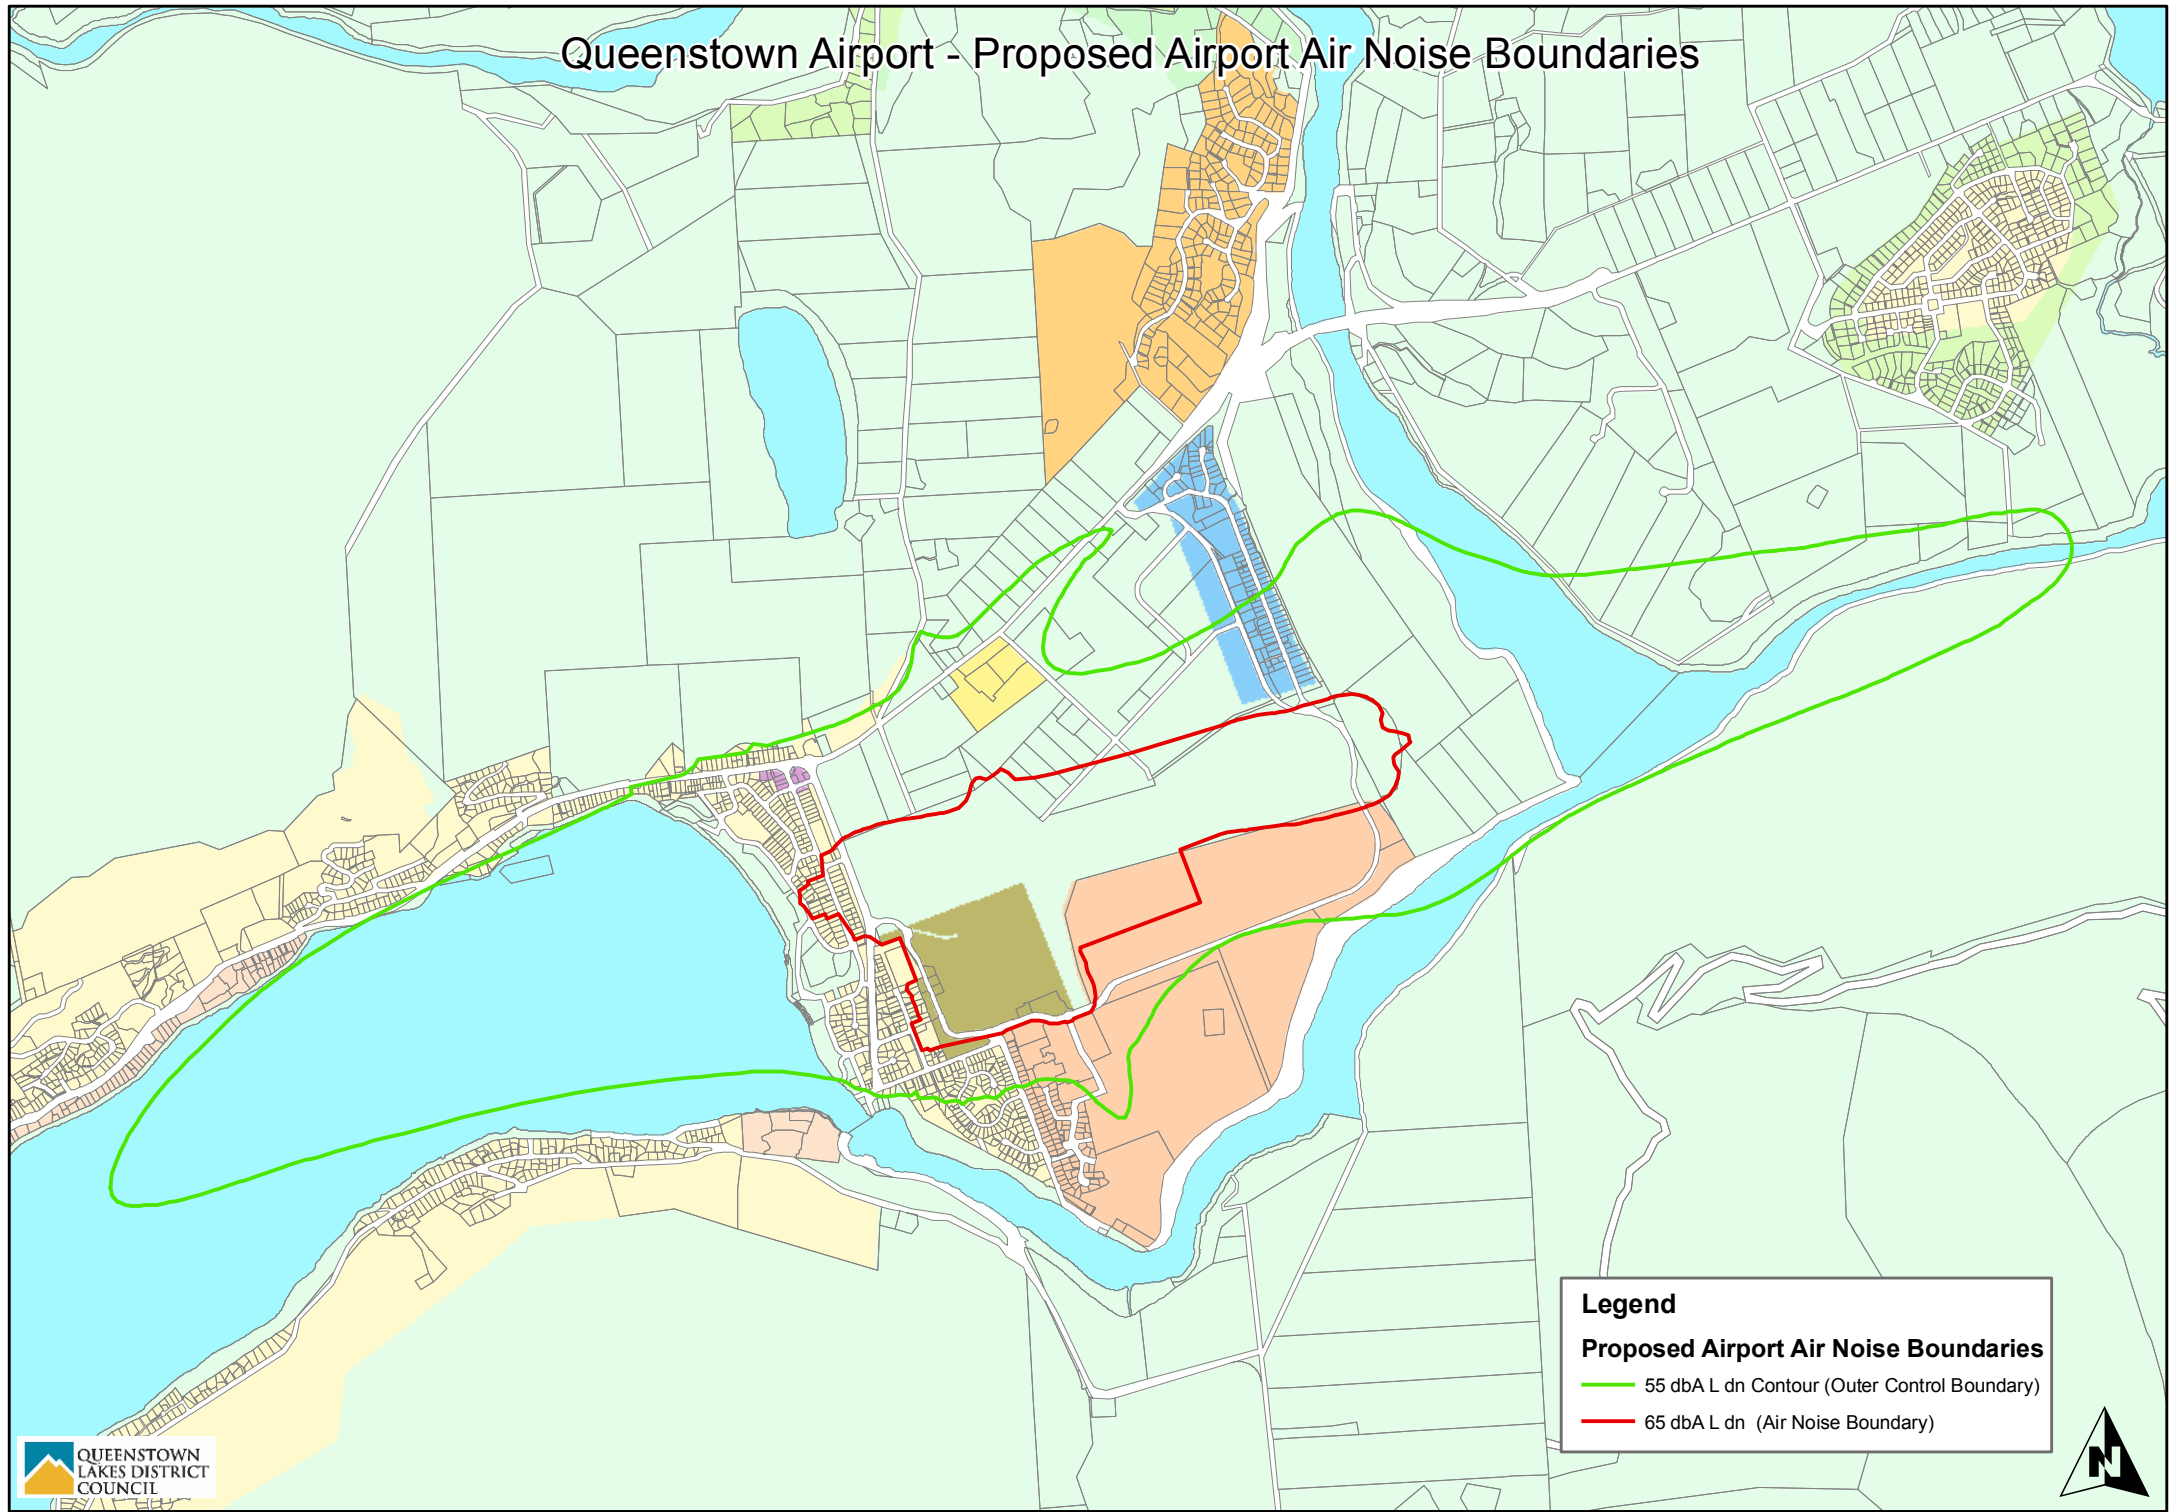 Queenstown Airport - Proposed Airport Air Noise Boundaries
Legend
Proposed Airport Air Noise Boundaries
55 dbA L dn Contour (Outer Control Boundary)
65 dbA L dn (Air Noise Boundary)
QUEENSTOWN
LAKES DISTRICT
COUNCIL
N